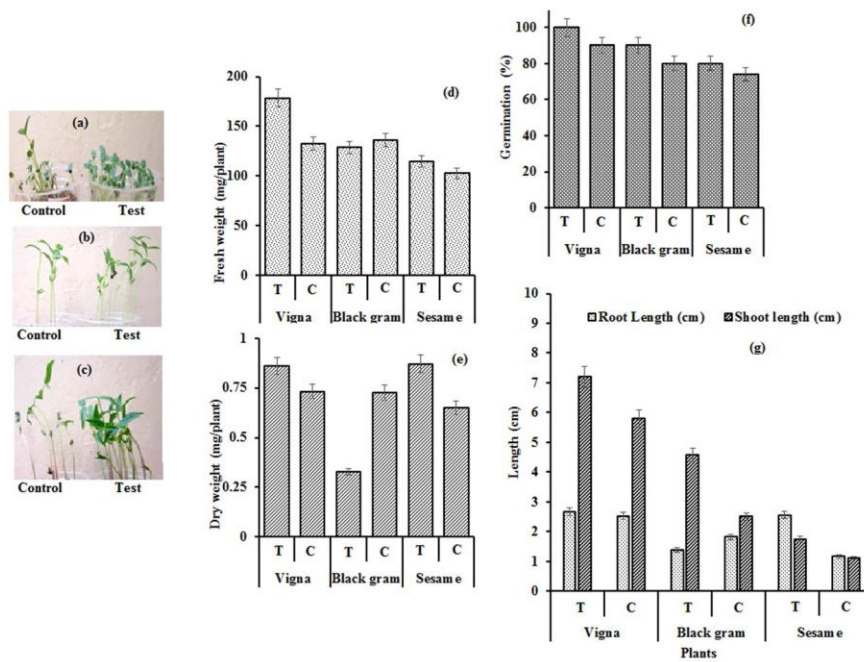 (a)
Control Test
(b)
Control Test
(c)
Control Test
(d)
Fresh weight (mg/plant)
200
150
100
50
0
T C T C T C
Vigna Black gram Sesame
(e)
Dry weight (mg/plant)
1
0.75
0.5
0.25
0
T C T C T C
Vigna Black gram Sesame
(f)
Germination (%)
100
80
60
40
20
0
T C T C T C
Vigna Black gram Sesame
Root Length (cm) Shoot length (cm)
(g)
Length (cm)
10
9
8
7
6
5
4
3
2
1
0
T C T C T C
Vigna Black gram Sesame
Plants